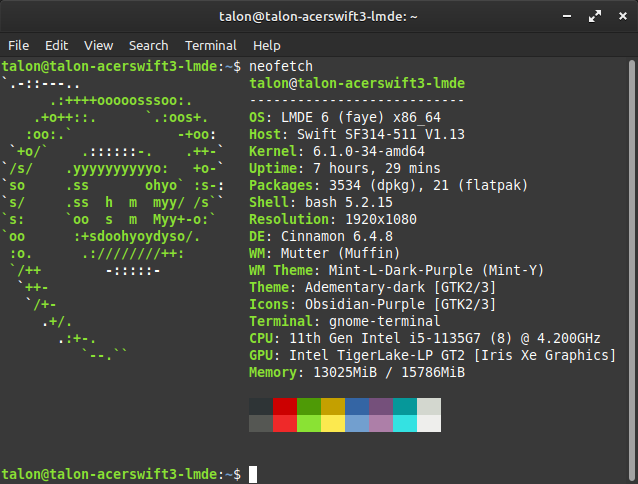 talon@talon-acerswift3-lmde: ~
File Edit View Search Terminal Help
talon@talon-acerswift3-lmde:~$ neofetch
`.-::---.. talon@talon-acerswift3-lmde
.:++++ooooosssoo:. ---------------------------
.+o++::. `.:oos+. OS: LMDE 6 (faye) x86_64
:oo:.` -+oo: Host: Swift SF314-511 V1.13
`+o/` .::::::-. .++-` Kernel: 6.1.0-34-amd64
`/s/ .yyyyyyyyyyo: +o-` Uptime: 7 hours, 29 mins
`so .ss ohyo` :s-: Packages: 3534 (dpkg), 21 (flatpak)
`s/ .ss h m myy/ /s`` Shell: bash 5.2.15
`s: `oo s m Myy+-o:` Resolution: 1920x1080
`oo :+sdoohyoydyso/. DE: Cinnamon 6.4.8
:o. .:////////++: WM: Mutter (Muffin)
`/++ -:::::- WM Theme: Mint-L-Dark-Purple (Mint-Y)
`++- Theme: Adementary-dark [GTK2/3]
`/+- Icons: Obsidian-Purple [GTK2/3]
.+/. Terminal: gnome-terminal
.:+-. CPU: 11th Gen Intel i5-1135G7 (8) @ 4.200GHz
`--.`` GPU: Intel TigerLake-LP GT2 [Iris Xe Graphics]
Memory: 13025MiB / 15786MiB
talon@talon-acerswift3-lmde:~$